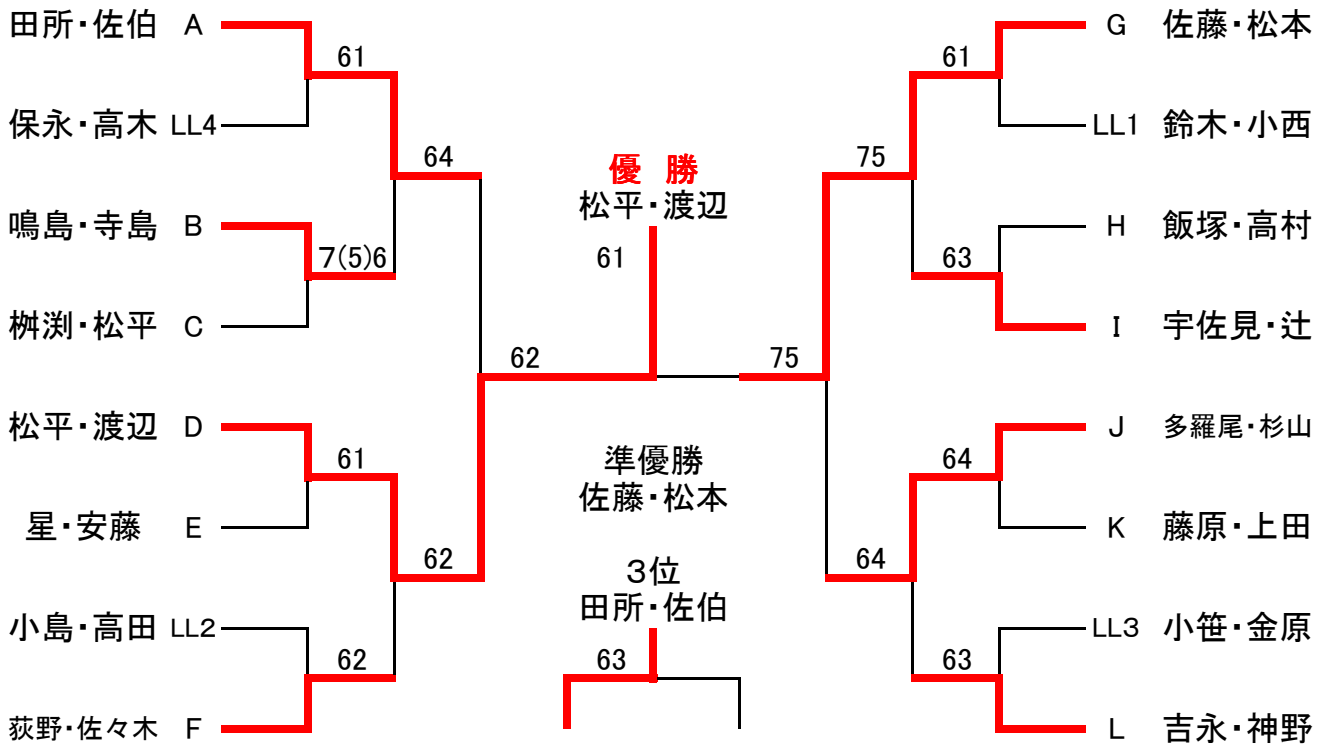 田所・佐伯 A
61
保永・高木 LL4
64
鳴島・寺島 B
7(5)6
桝渕・松平 C
62
松平・渡辺 D
61
星・安藤 E
62
小島・高田 LL2
62
荻野・佐々木 F
優 勝
松平・渡辺
61
準優勝
佐藤・松本
3位
田所・佐伯
63
G 佐藤・松本
61
LL1 鈴木・小西
75
H 飯塚・高村
63
I 宇佐見・辻
75
J 多羅尾・杉山
64
K 藤原・上田
64
LL3 小笹・金原
63
L 吉永・神野